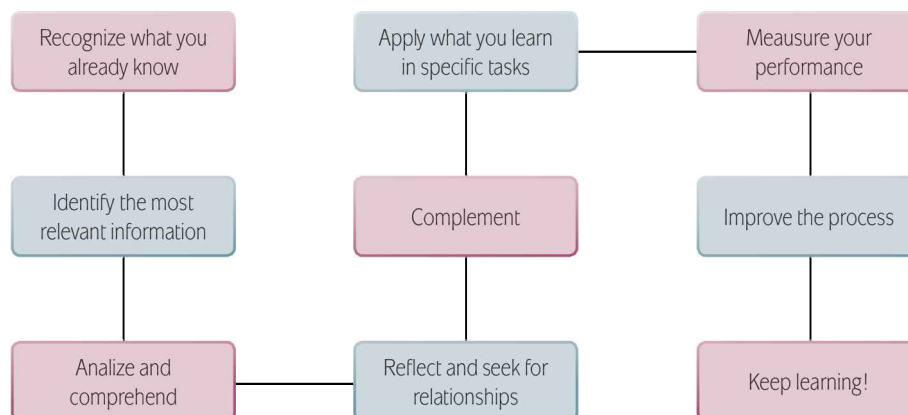 Recognize what you
already know
Identify the most
relevant information
Analize and
comprehend
Reflect and seek for
relationships
Complement
Apply what you learn
in specific tasks
Meausure your
performance
Improve the process
Keep learning!